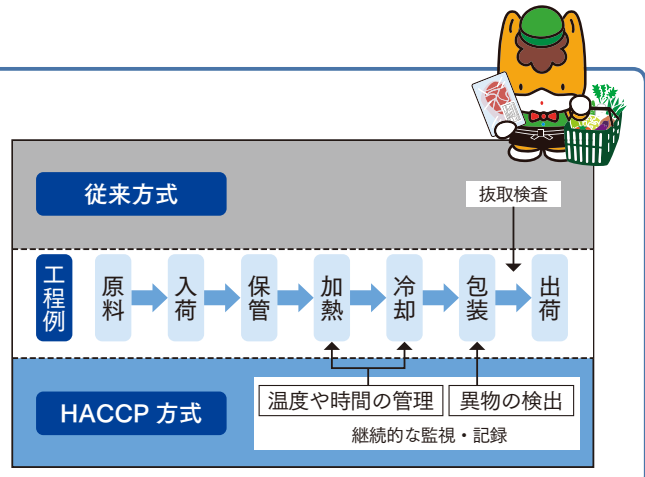 従来方式
抜取検査
工程例
原料
入荷
保管
加熱
冷却
包装
出荷
HACCP 方式
温度や時間の管理
異物の検出
継続的な監視・記録